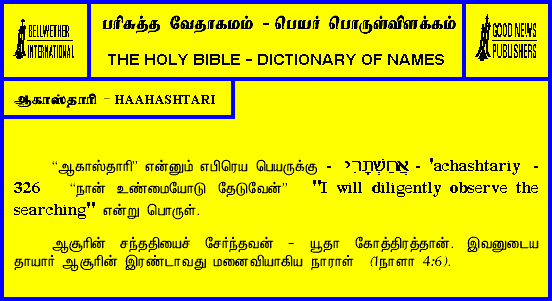 BELLWETHER
INTERNATIONAL
பரிசுத்த வேதாகமம் - பெயர் பொருள்விளக்கம்
THE HOLY BIBLE - DICTIONARY OF NAMES
GOOD NEWS
PUBLISHERS
ஆகாஸ்தாரி - HAAHASHTARI
“ஆகாஸ்தாரி” என்னும் எபிரெய பெயருக்கு - אֲחַשְׁתָּרִי - 'achashtariy -
326 “நான் உண்மையோடு தேடுவேன்” "I will diligently observe the
searching" என்று பொருள்.
ஆசூரின் சந்ததியைச் சேர்ந்தவன் - யூதா கோத்திரத்தான். இவனுடைய
தாயார் ஆசூரின் இரண்டாவது மனைவியாகிய நாராள் (1நாளா 4:6).